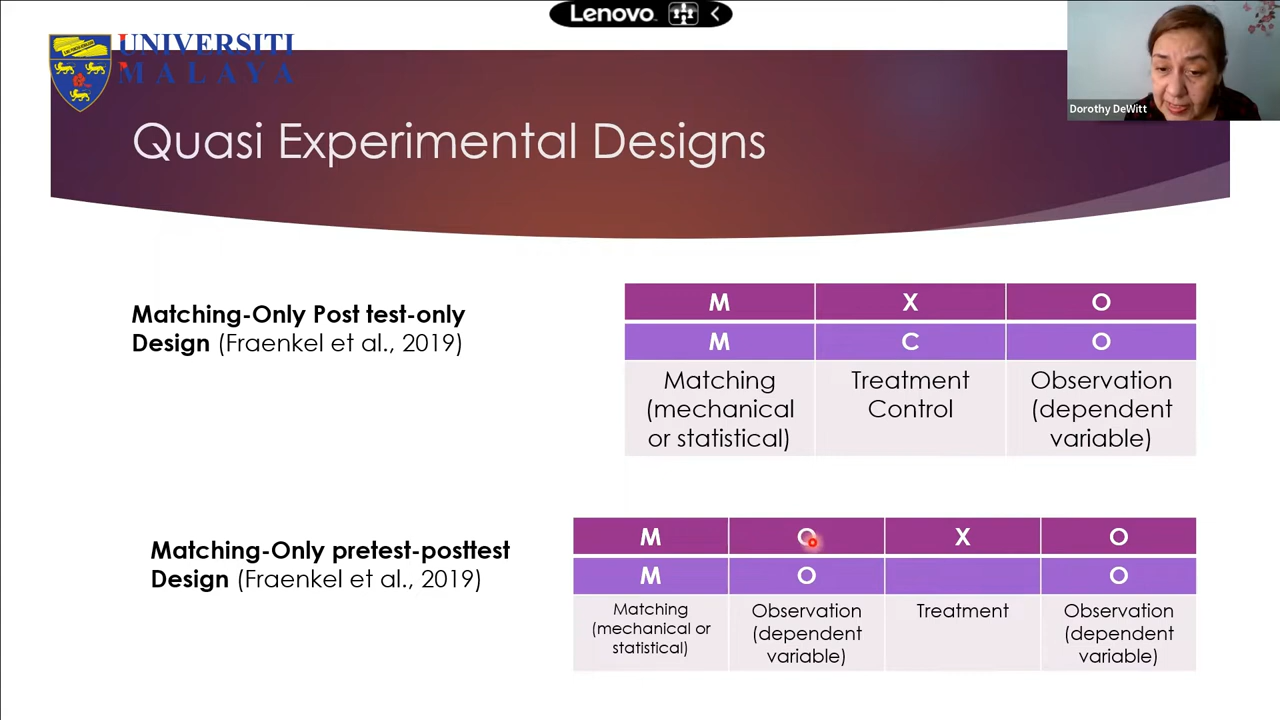 Lenovo
UNIVERSITI
MALAYA
Dorothy DeWitt
Quasi Experimental Designs
Matching-Only Post test-only
Design (Fraenkel et al., 2019)
M X O
M C O
Matching Treatment Observation
(mechanical Control (dependent
or statistical) variable)
Matching-Only pretest-posttest
Design (Fraenkel et al., 2019)
M O X O
M O O
Matching Observation Treatment Observation
(mechanical or (dependent (dependent
statistical) variable) variable)